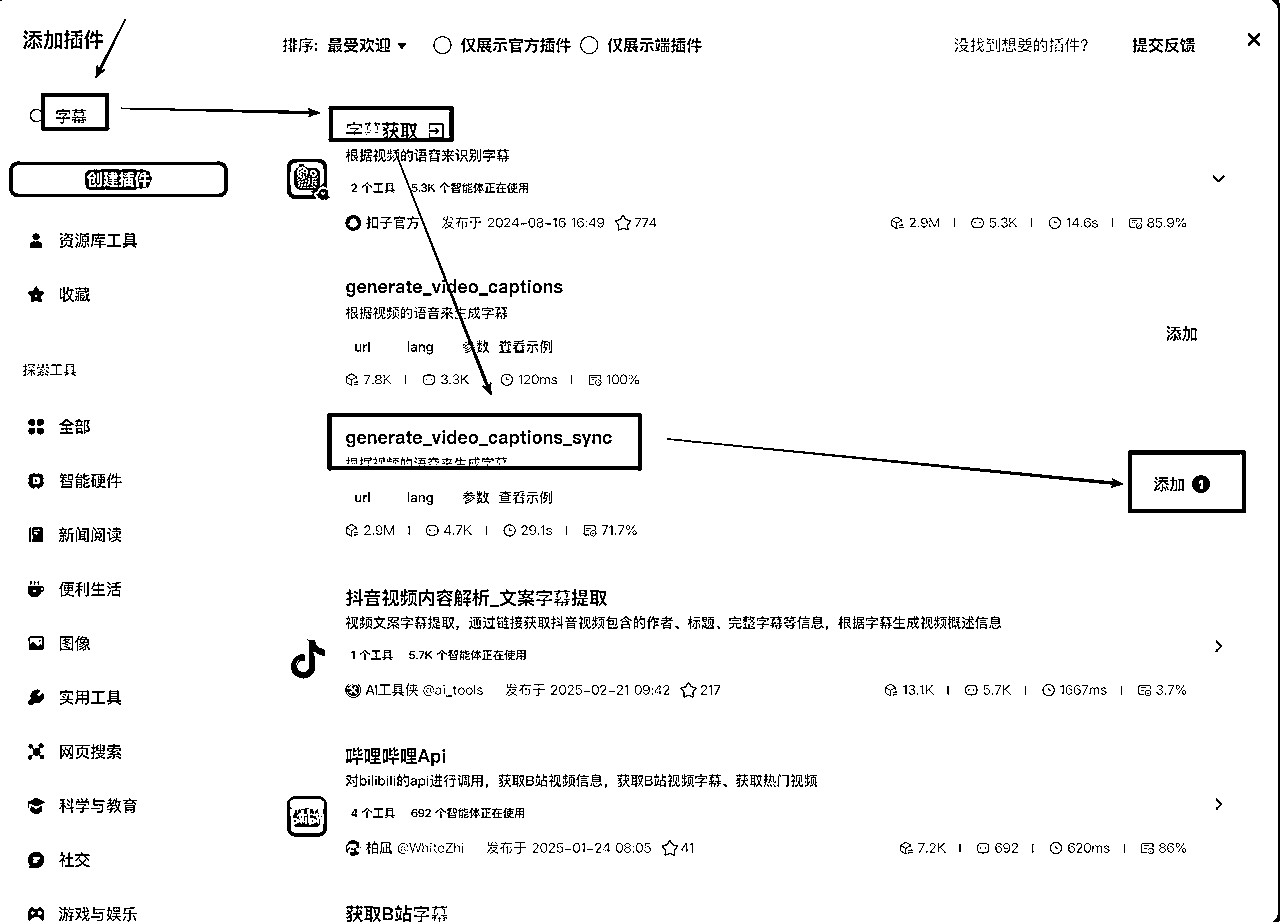 添加插件
排序: 最受欢迎
仅展示官方插件
仅展示端插件
没找到想要的插件?
提交反馈
字幕
创建插件
资源库工具
收藏
探索工具
全部
智能硬件
新闻阅读
便利生活
图像
实用工具
网页搜索
科学与教育
社交
游戏与娱乐
字幕获取
根据视频的语音来识别字幕
2 个工具 5.3K 个智能体正在使用
扣子官方 发布于 2024-08-16 16:49 774
2.9M 5.3K 14.6s 85.9%
generate_video_captions
根据视频的语音来生成字幕
url lang 参数 查看示例
添加
7.8K 3.3K 120ms 100%
generate_video_captions_sync
根据视频的语音来生成字幕
url lang 参数 查看示例
添加 1
2.9M 4.7K 29.1s 71.7%
抖音视频内容解析_文案字幕提取
视频文案字幕提取，通过链接获取抖音视频包含的作者、标题、完整字幕等信息，根据字幕生成视频概述信息
1 个工具 5.7K 个智能体正在使用
AI工具侠 @ai_tools 发布于 2025-02-21 09:42 217
13.1K 5.7K 1667ms 3.7%
哔哩哔哩Api
对bilibili的api进行调用，获取B站视频信息，获取B站视频字幕、获取热门视频
4 个工具 692 个智能体正在使用
柏凪 @WhiteZhi 发布于 2025-01-24 08:05 41
7.2K 692 620ms 86%
获取B站字幕